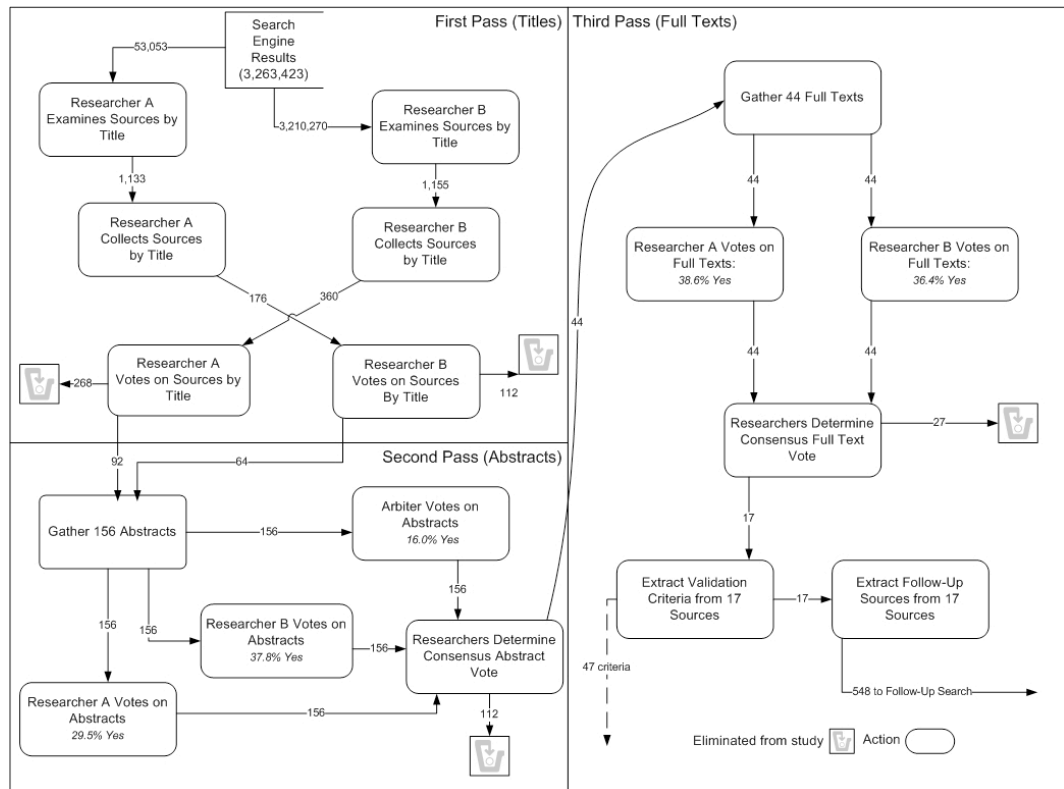 First Pass (Titles)
Search
Engine
Results
(3,263,423)
53,053
3,210,270
Researcher A
Examines Sources by
Title
Researcher B
Examines Sources by
Title
1,133
1,155
Researcher A
Collects Sources
by Title
Researcher B
Collects Sources
by Title
176
360
Researcher A
Votes on Sources by
Title
Researcher B
Votes on Sources
By Title
268
112
92
64
Second Pass (Abstracts)
Gather 156 Abstracts
156
Arbiter Votes on
Abstracts
16.0% Yes
156
156
156
Researcher B Votes on
Abstracts
37.8% Yes
156
Researchers Determine
Consensus Abstract
Vote
Researcher A Votes on
Abstracts
29.5% Yes
156
112
44
Third Pass (Full Texts)
Gather 44 Full Texts
44
44
Researcher A Votes on
Full Texts:
38.6% Yes
Researcher B Votes on
Full Texts:
36.4% Yes
44
44
Researchers Determine
Consensus Full Text
Vote
27
17
Extract Validation
Criteria from 17
Sources
17
Extract Follow-Up
Sources from 17
Sources
47 criteria
548 to Follow-Up Search
Eliminated from study
Action